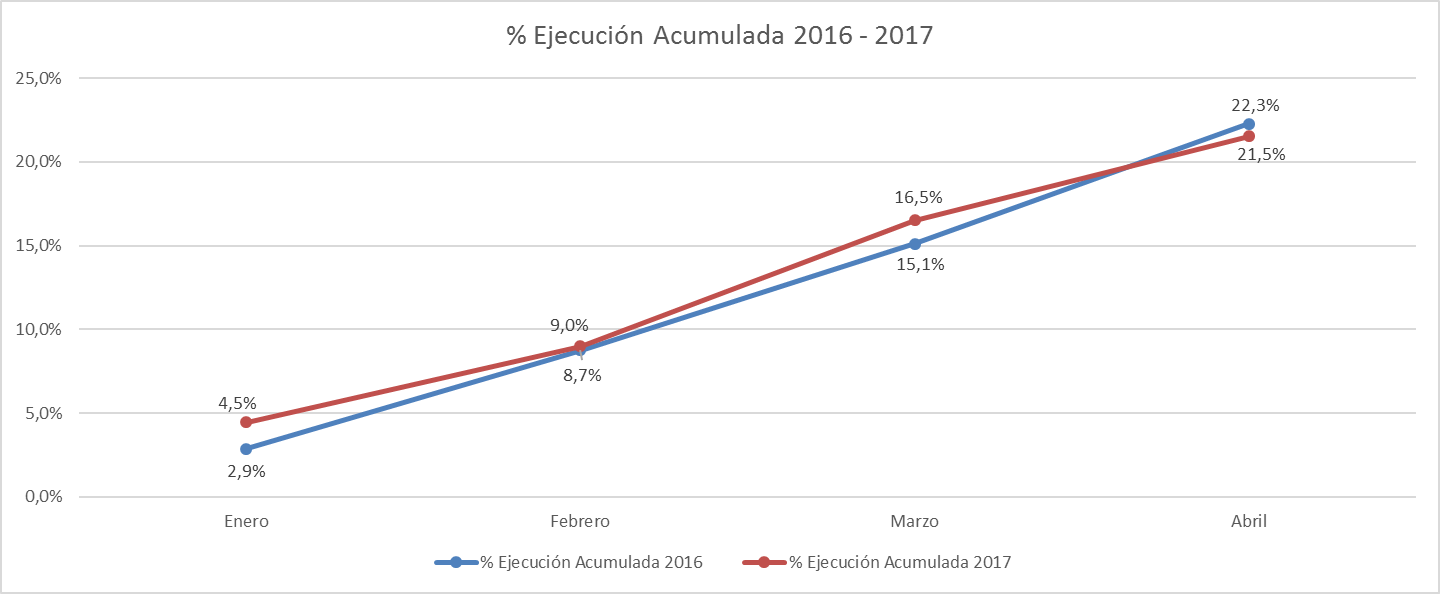 % Ejecución Acumulada 2016 - 2017
25,0%
20,0%
15,0%
10,0%
5,0%
0,0%
22,3%
21,5%
16,5%
15,1%
9,0%
8,7%
4,5%
2,9%
Enero
Febrero
Marzo
Abril
% Ejecución Acumulada 2016
% Ejecución Acumulada 2017